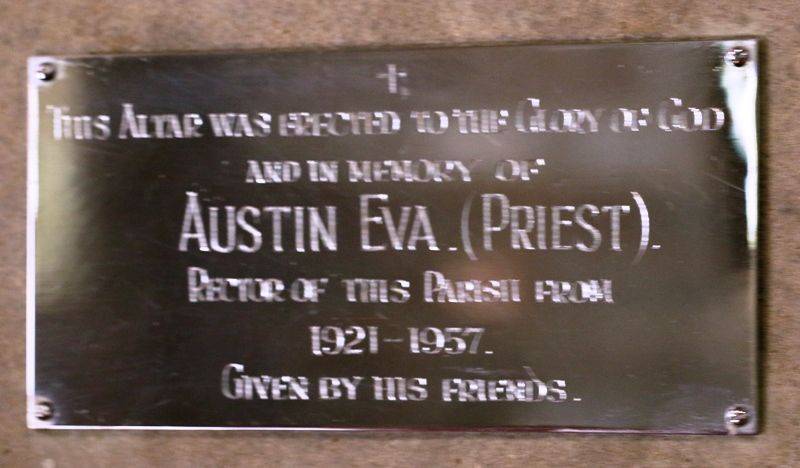 This Altar was erected to the Glory of God
and in memory of
Austin Eva. (Priest).
Rector of this Parish from
1921-1957.
Given by his friends.